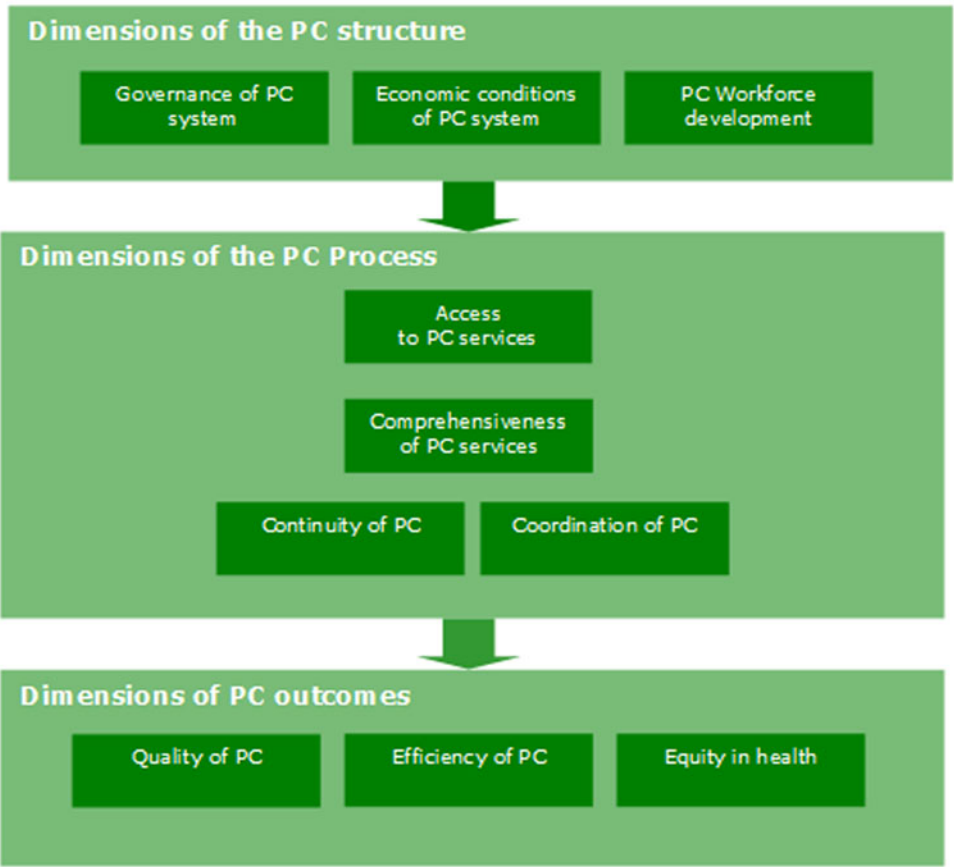 Dimensions of the PC structure
Governance of PC
system
Economic conditions
of PC system
PC Workforce
development
Dimensions of the PC Process
Access
to PC services
Comprehensiveness
of PC services
Continuity of PC
Coordination of PC
Dimensions of PC outcomes
Quality of PC
Efficiency of PC
Equity in health